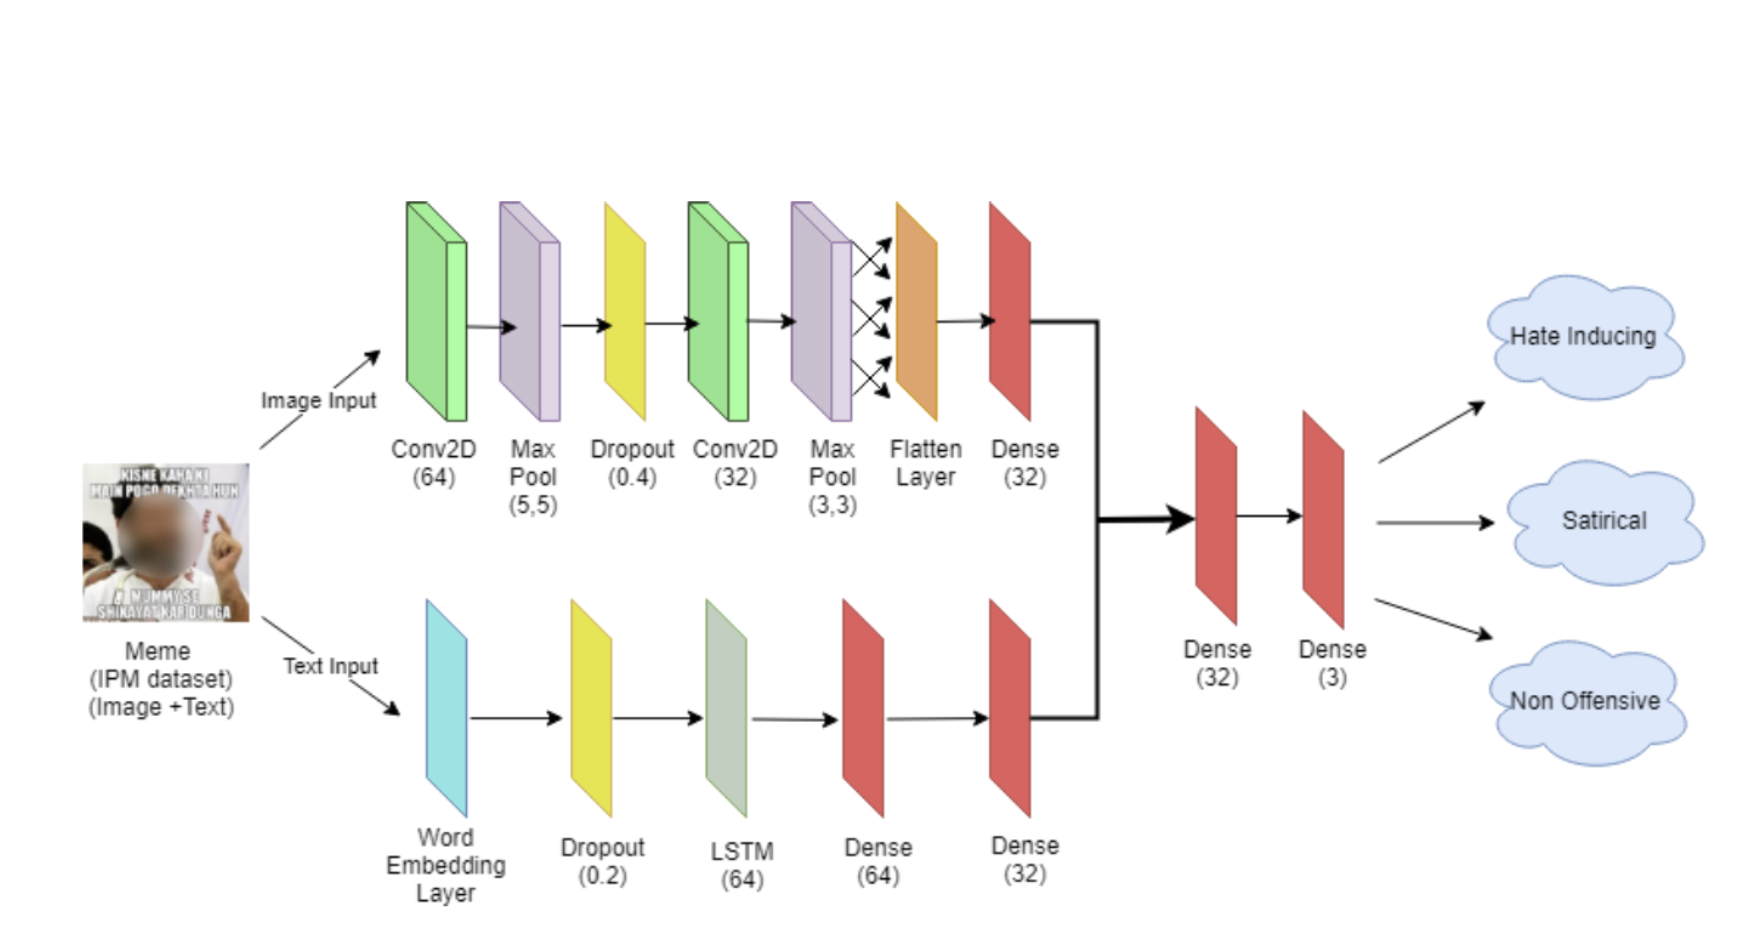 Image Input
Conv2D
(64)
Max
Pool
(5,5)
Dropout
(0.4)
Conv2D
(32)
Max
Pool
(3,3)
Flatten
Layer
Dense
(32)
KISNE KAHA KI
MAIN POGO DEKHTA HUN
MUMMY SE
SHIKAYAT KAR DUNGA
Meme
(IPM dataset)
(Image +Text)
Text Input
Word
Embedding
Layer
Dropout
(0.2)
LSTM
(64)
Dense
(64)
Dense
(32)
Dense
(32)
Dense
(3)
Hate Inducing
Satirical
Non Offensive